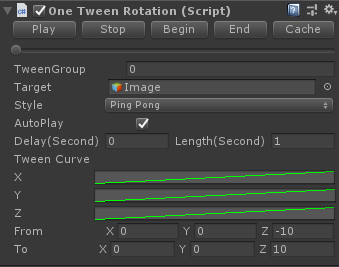 One Tween Rotation (Script)
Play Stop Begin End Cache
TweenGroup 0
Target Image
Style Ping Pong
AutoPlay
Delay(Second) 0 Length(Second) 1
Tween Curve
X
Y
Z
From X 0 Y 0 Z -10
To X 0 Y 0 Z 10